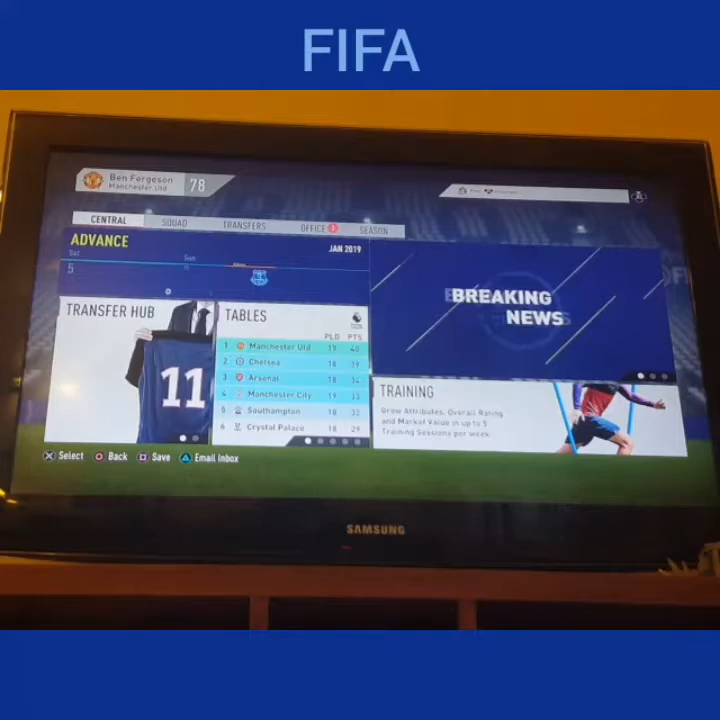 FIFA
Ben Fergeson
Manchester Utd
78
CENTRAL
SQUAD
TRANSFERS
OFFICE
SEASON
ADVANCE
JAN 2019
Sat
Sun
5
BREAKING
NEWS
TRANSFER HUB
11
TABLES
PLD PTS
1 Manchester Utd 19 40
2 Chelsea 18 39
3 Arsenal 18 34
4 Manchester City 19 33
5 Southampton 18 32
6 Crystal Palace 18 29
TRAINING
Grow Attributes, Overall Rating
and Market Value in up to 5
Training Sessions per week.
Select Back Save Email Inbox
SAMSUNG